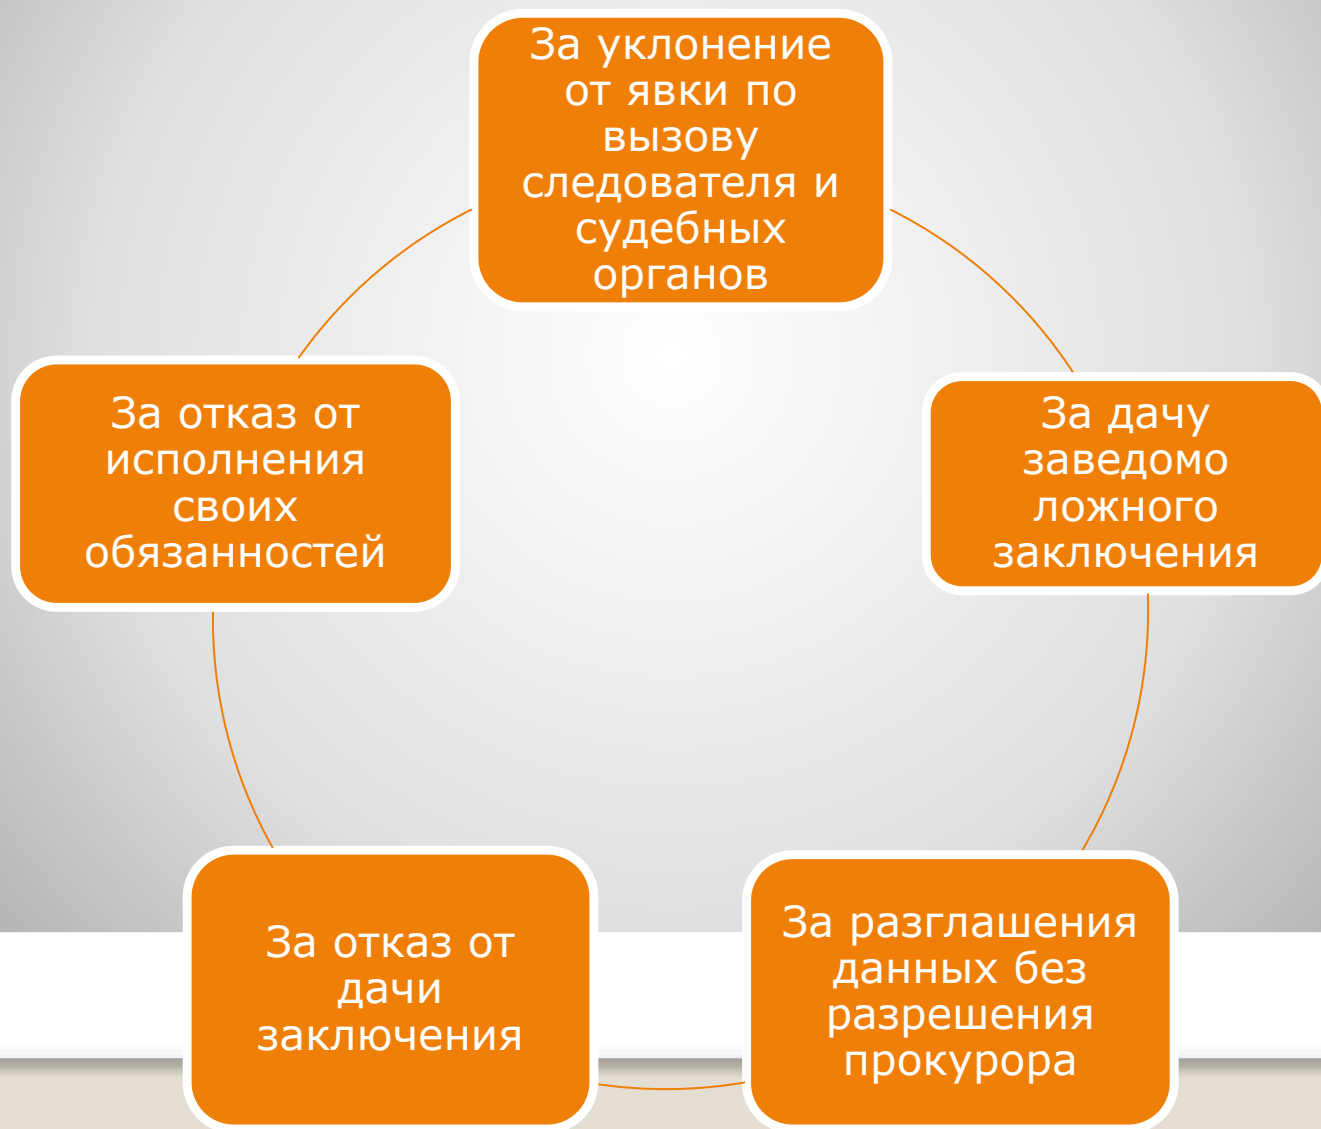 За уклонение
от явки по
вызову
следователя и
судебных
органов
За дачу
заведомо
ложного
заключения
За разглашения
данных без
разрешения
прокурора
За отказ от
дачи
заключения
За отказ от
исполнения
своих
обязанностей